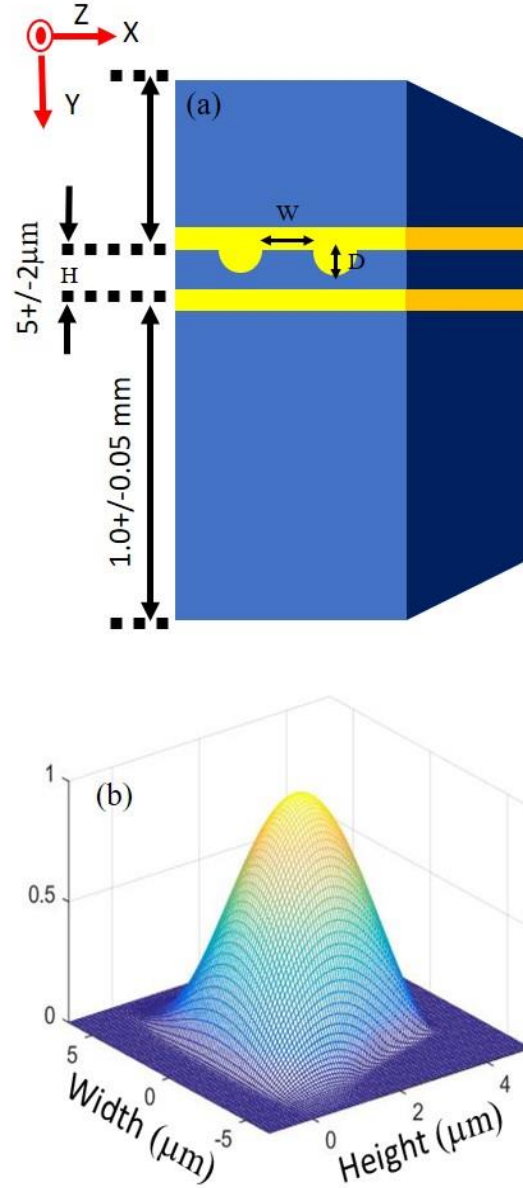 Z
X
Y
(a)
W
D
H
5+/-2μm
1.0+/-0.05 mm
(b)
1
0.5
0
5
0
-5
Width (μm)
0
2
4
Height (μm)